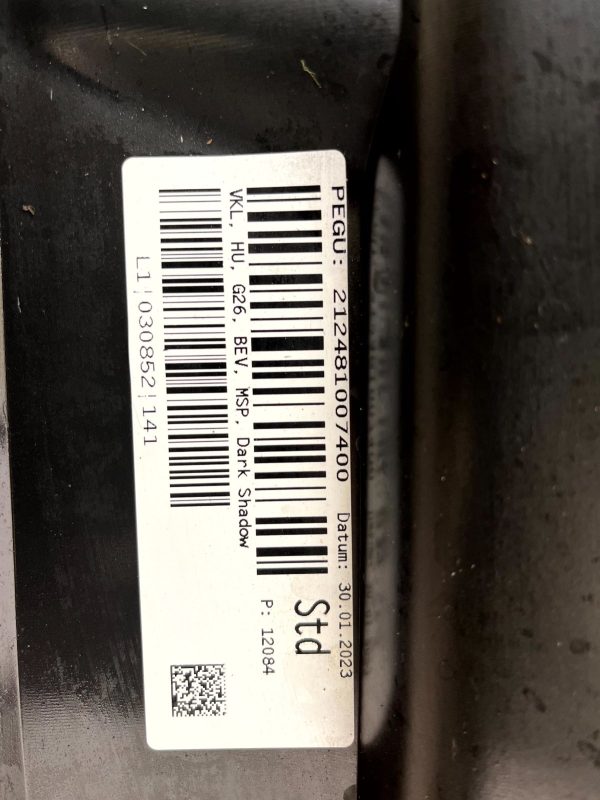 PEGU: 212481007400 Datum: 30.01.2023
Std
VKL, HU, G26, BEV, MSP, Dark Shadow P: 12084
L1|030852|141